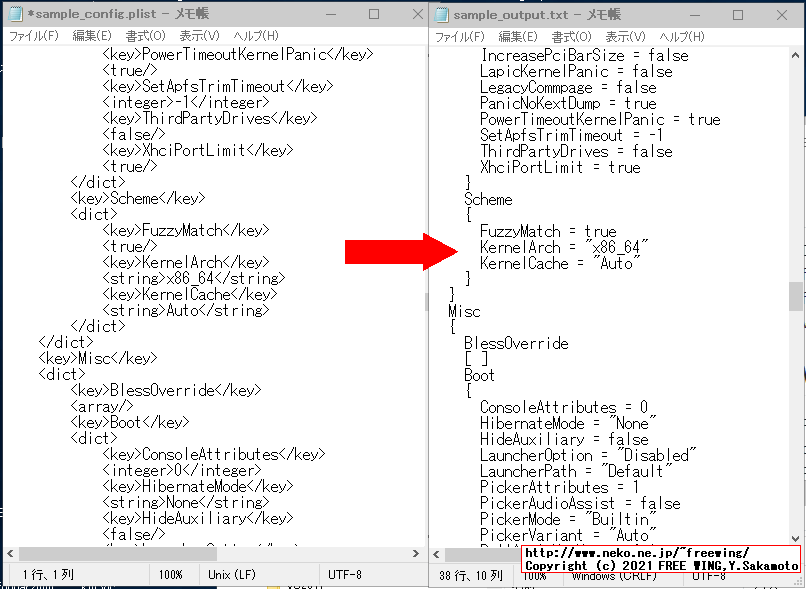 *sample_config.plist - メモ帳
ファイル(F) 編集(E) 書式(O) 表示(V) ヘルプ(H)
<key>PowerTimeoutKernelPanic</key>
<true/>
<key>SetApfsTrimTimeout</key>
<integer>-1</integer>
<key>ThirdPartyDrives</key>
<false/>
<key>XhciPortLimit</key>
<true/>
</dict>
<key>Scheme</key>
<dict>
<key>FuzzyMatch</key>
<true/>
<key>KernelArch</key>
<string>x86_64</string>
<key>KernelCache</key>
<string>Auto</string>
</dict>
</dict>
<key>Misc</key>
<dict>
<key>BlessOverride</key>
<array/>
<key>Boot</key>
<dict>
<key>ConsoleAttributes</key>
<integer>0</integer>
<key>HibernateMode</key>
<string>None</string>
<key>HideAuxiliary</key>
<false/>
1 行、1 列 100% Unix (LF) UTF-8
sample_output.txt - メモ帳
ファイル(F) 編集(E) 書式(O) 表示(V) ヘルプ(H)
IncreasePciBarSize = false
LapicKernelPanic = false
LegacyCommpage = false
PanicNoKextDump = true
PowerTimeoutKernelPanic = true
SetApfsTrimTimeout = -1
ThirdPartyDrives = false
XhciPortLimit = true
}
Scheme
{
FuzzyMatch = true
KernelArch = "x86_64"
KernelCache = "Auto"
}
}
Misc
{
BlessOverride
[ ]
Boot
{
ConsoleAttributes = 0
HibernateMode = "None"
HideAuxiliary = false
LauncherOption = "Disabled"
LauncherPath = "Default"
PickerAttributes = 1
PickerAudioAssist = false
PickerMode = "Builtin"
PickerVariant = "Auto"
38 行、10 列 100% Windows (CRLF) UTF-8
http://www.neko.ne.jp/~freewing/
Copyright (c) 2021 FREE WING,Y.Sakamoto